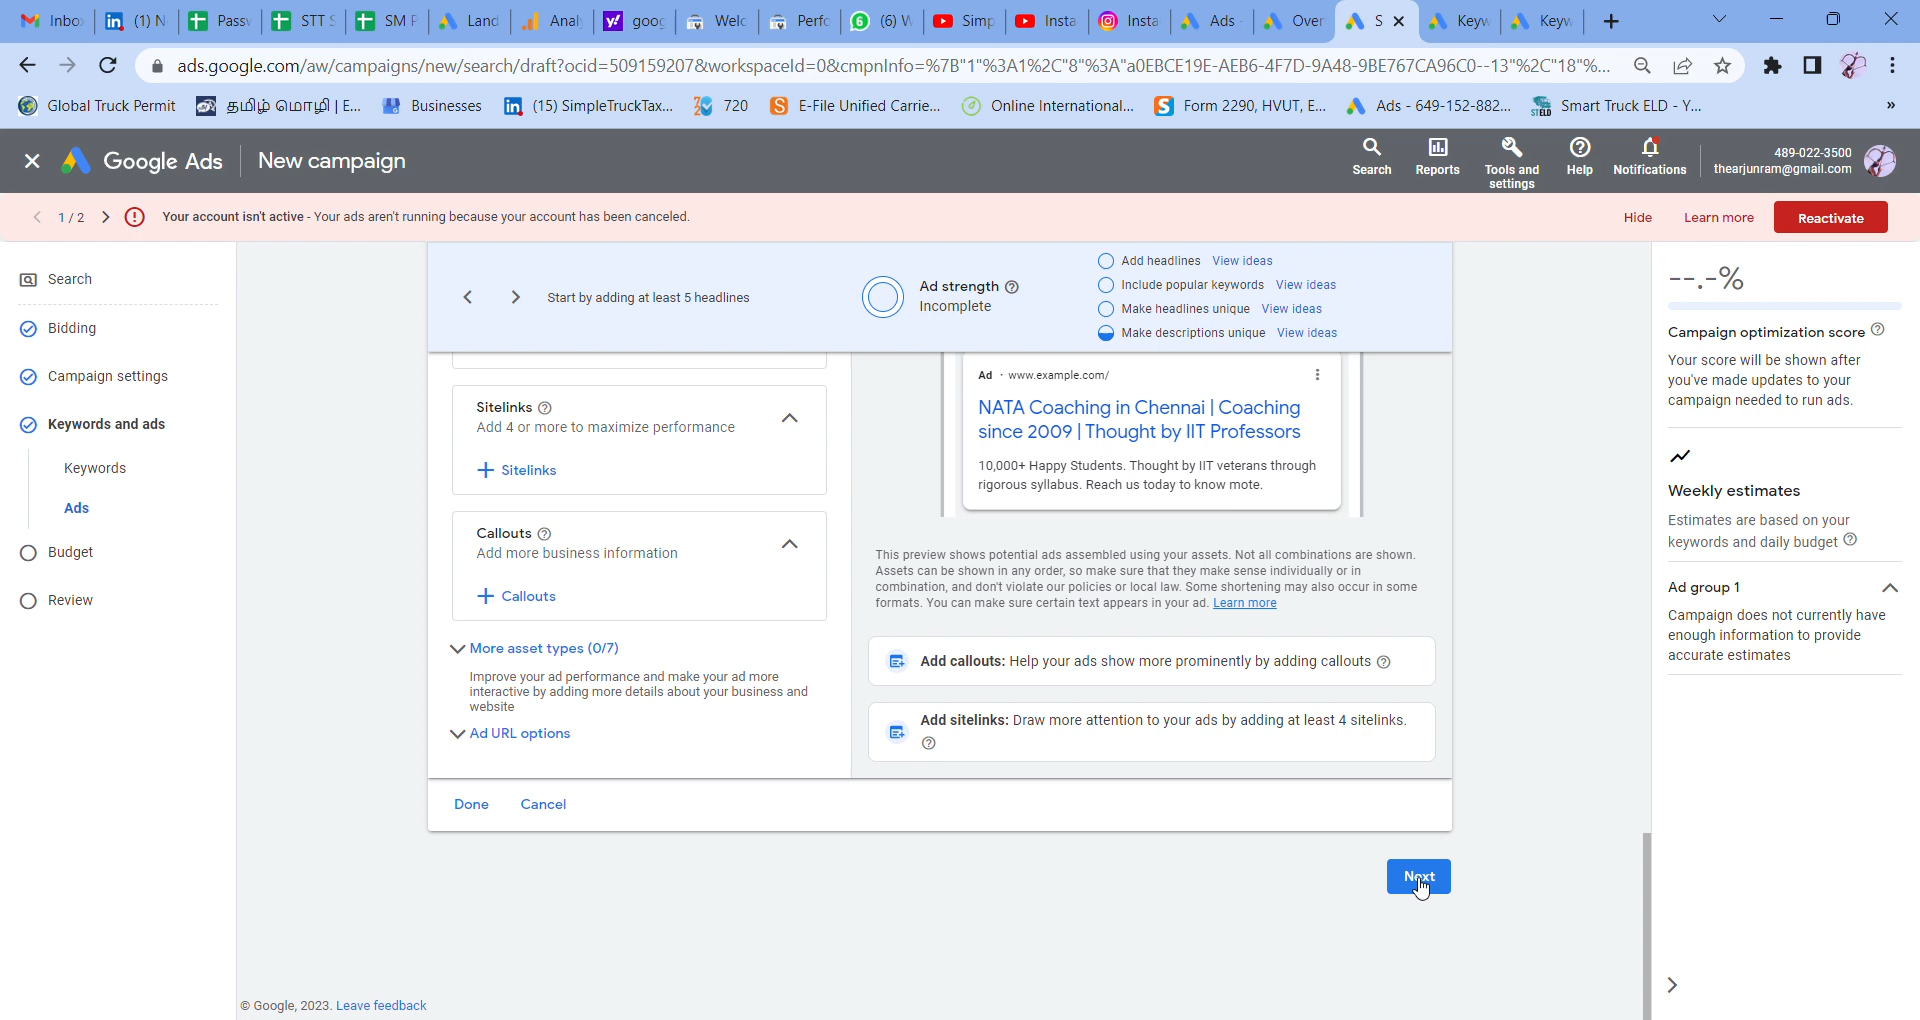 Inbo
(1) N
Passv
STT S
SM F
Land
Anal
goog
Welc
Perfo
(6) W
Simp
Insta
Insta
Ads -
Over
S
Keyw
Keyw
ads.google.com/aw/campaigns/new/search/draft?ocid=509159207&workspaceId=0&cmpnInfo=%7B"1"%3A1%2C"8"%3A"a0EBCE19E-AEB6-4F7D-9A48-9BE767CA96C0--13"%2C"18"%...
Global Truck Permit
தமிழ் மொழி | E...
Businesses
(15) SimpleTruckTax...
720
E-File Unified Carrie...
Online International...
Form 2290, HVUT, E...
Ads - 649-152-882...
Smart Truck ELD - Y...
»
Google Ads
New campaign
Search
Reports
Tools and
settings
Help
Notifications
489-022-3500
thearjunram@gmail.com
1 / 2
Your account isn't active - Your ads aren't running because your account has been canceled.
Hide
Learn more
Reactivate
Search
Bidding
Campaign settings
Keywords and ads
Keywords
Ads
Budget
Review
Start by adding at least 5 headlines
Ad strength
Incomplete
Add headlines View ideas
Include popular keywords View ideas
Make headlines unique View ideas
Make descriptions unique View ideas
Sitelinks
Add 4 or more to maximize performance
+ Sitelinks
Callouts
Add more business information
+ Callouts
More asset types (0/7)
Improve your ad performance and make your ad more
interactive by adding more details about your business and
website
Ad URL options
Ad · www.example.com/
NATA Coaching in Chennai | Coaching
since 2009 | Thought by IIT Professors
10,000+ Happy Students. Thought by IIT veterans through
rigorous syllabus. Reach us today to know mote.
This preview shows potential ads assembled using your assets. Not all combinations are shown.
Assets can be shown in any order, so make sure that they make sense individually or in
combination, and don't violate our policies or local law. Some shortening may also occur in some
formats. You can make sure certain text appears in your ad. Learn more
Add callouts: Help your ads show more prominently by adding callouts
Add sitelinks: Draw more attention to your ads by adding at least 4 sitelinks.
Done
Cancel
Next
--.-%
Campaign optimization score
Your score will be shown after
you've made updates to your
campaign needed to run ads.
Weekly estimates
Estimates are based on your
keywords and daily budget
Ad group 1
Campaign does not currently have
enough information to provide
accurate estimates
© Google, 2023. Leave feedback